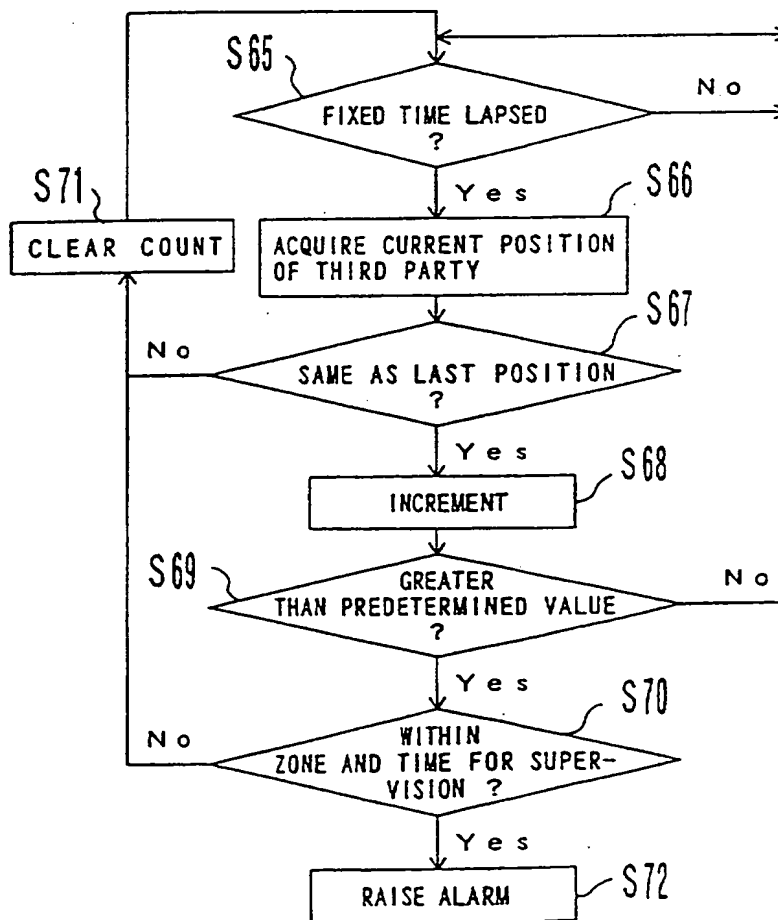 S65
FIXED TIME LAPSED
?
No
Yes
S66
S71
CLEAR COUNT
ACQUIRE CURRENT POSITION
OF THIRD PARTY
S67
No
SAME AS LAST POSITION
?
Yes
S68
INCREMENT
S69
GREATER
THAN PREDETERMINED VALUE
?
No
Yes
S70
No
WITHIN
ZONE AND TIME FOR SUPER-
VISION ?
Yes
S72
RAISE ALARM